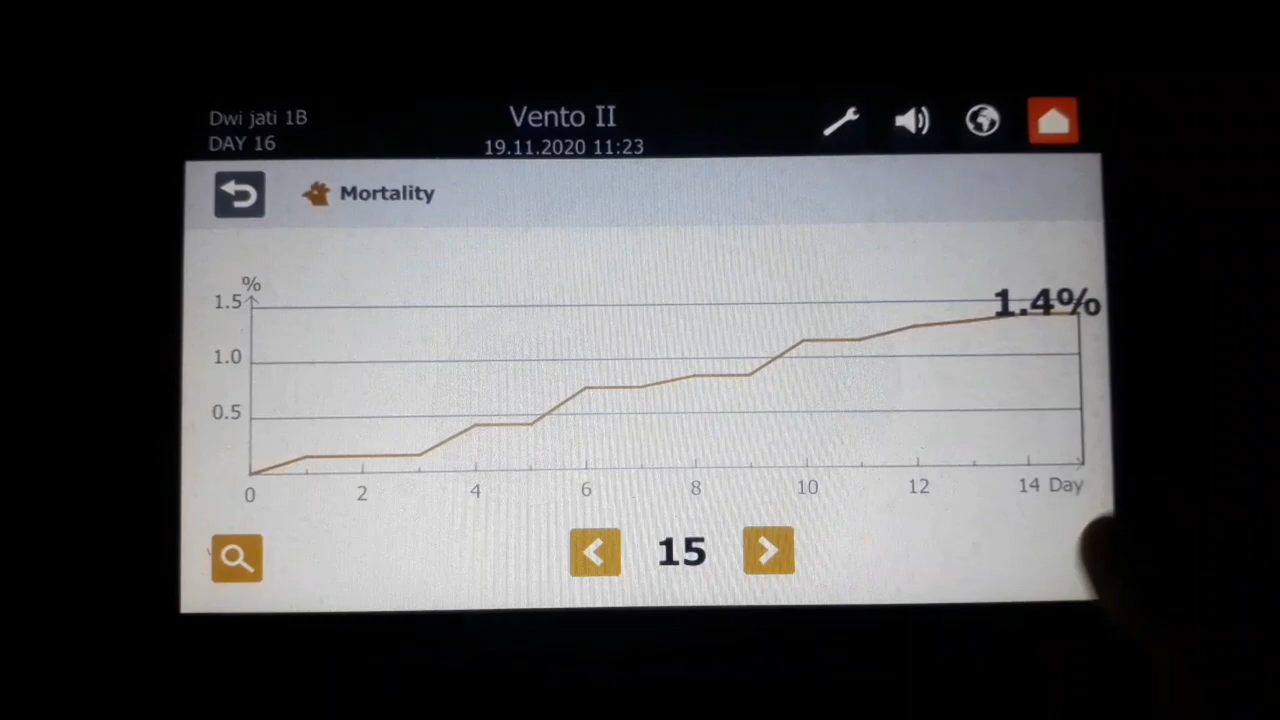 Dwi jati 1B
DAY 16
Vento II
19.11.2020 11:23
Mortality
%
1.5
1.0
0.5
1.4%
0 2 4 6 8 10 12 14 Day
15